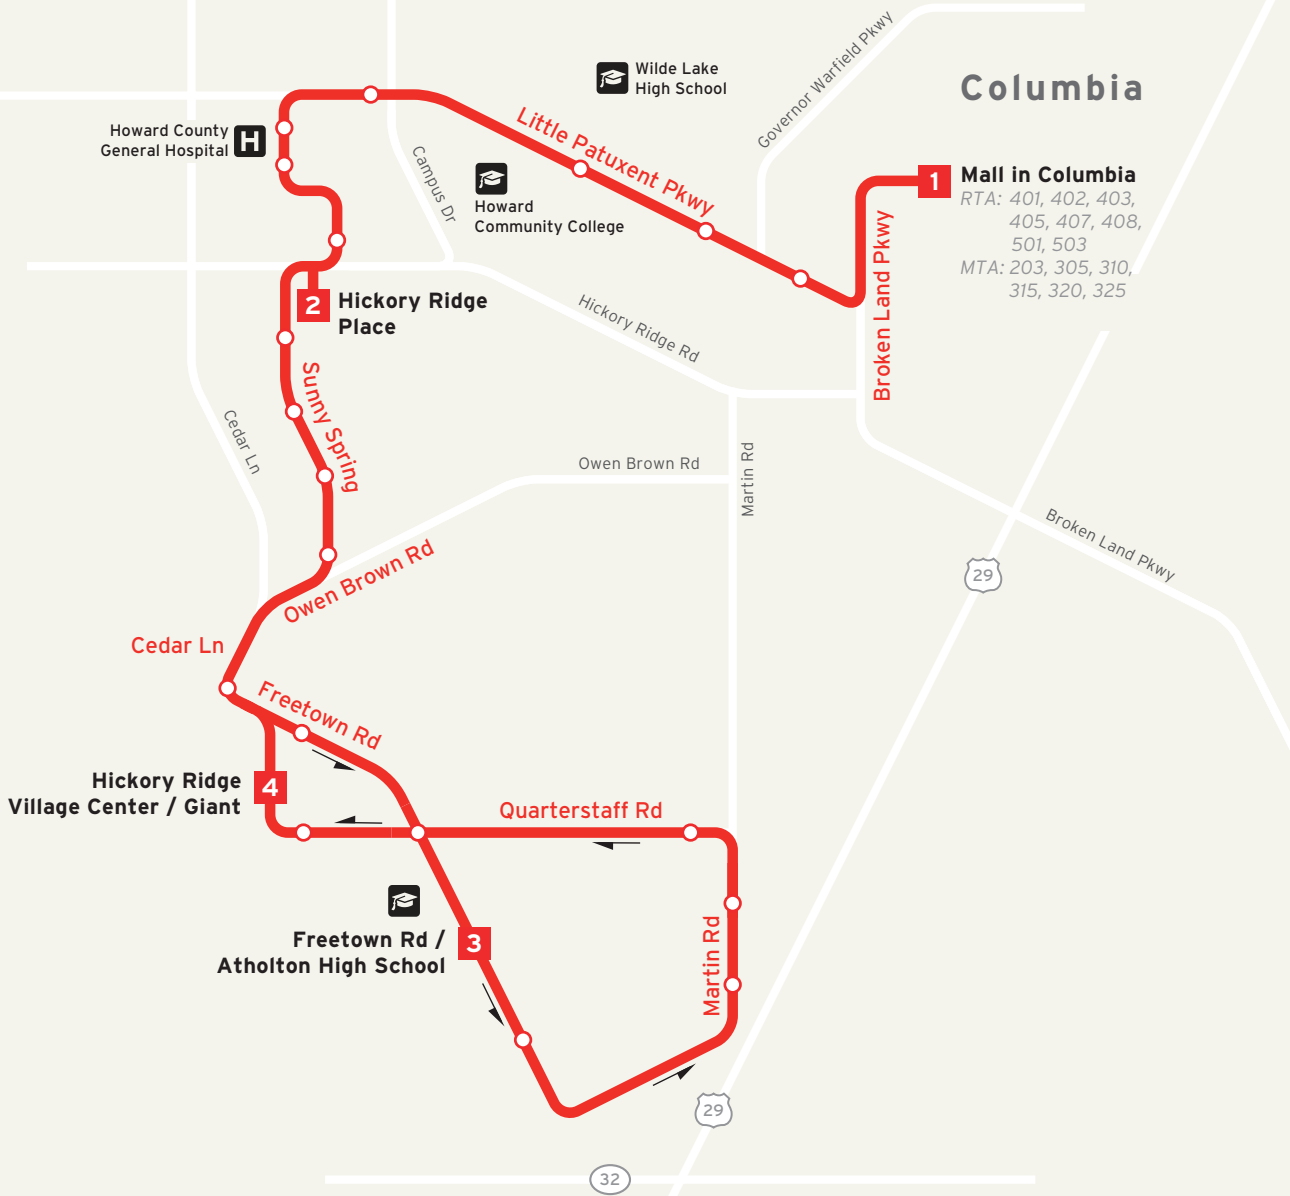 Wilde Lake
High School
Governor Warfield Pkwy
Columbia
Little Patuxent Pkwy
Howard County
General Hospital
H
Campus Dr
Howard
Community College
1
Mall in Columbia
RTA: 401, 402, 403,
405, 407, 408,
501, 503
MTA: 203, 305, 310,
315, 320, 325
Broken Land Pkwy
2
Hickory Ridge
Place
Hickory Ridge Rd
Sunny Spring
Cedar Ln
Owen Brown Rd
Martin Rd
Broken Land Pkwy
29
Owen Brown Rd
Cedar Ln
Freetown Rd
Hickory Ridge
Village Center / Giant
4
Quarterstaff Rd
Freetown Rd /
Atholton High School
3
Martin Rd
29
32